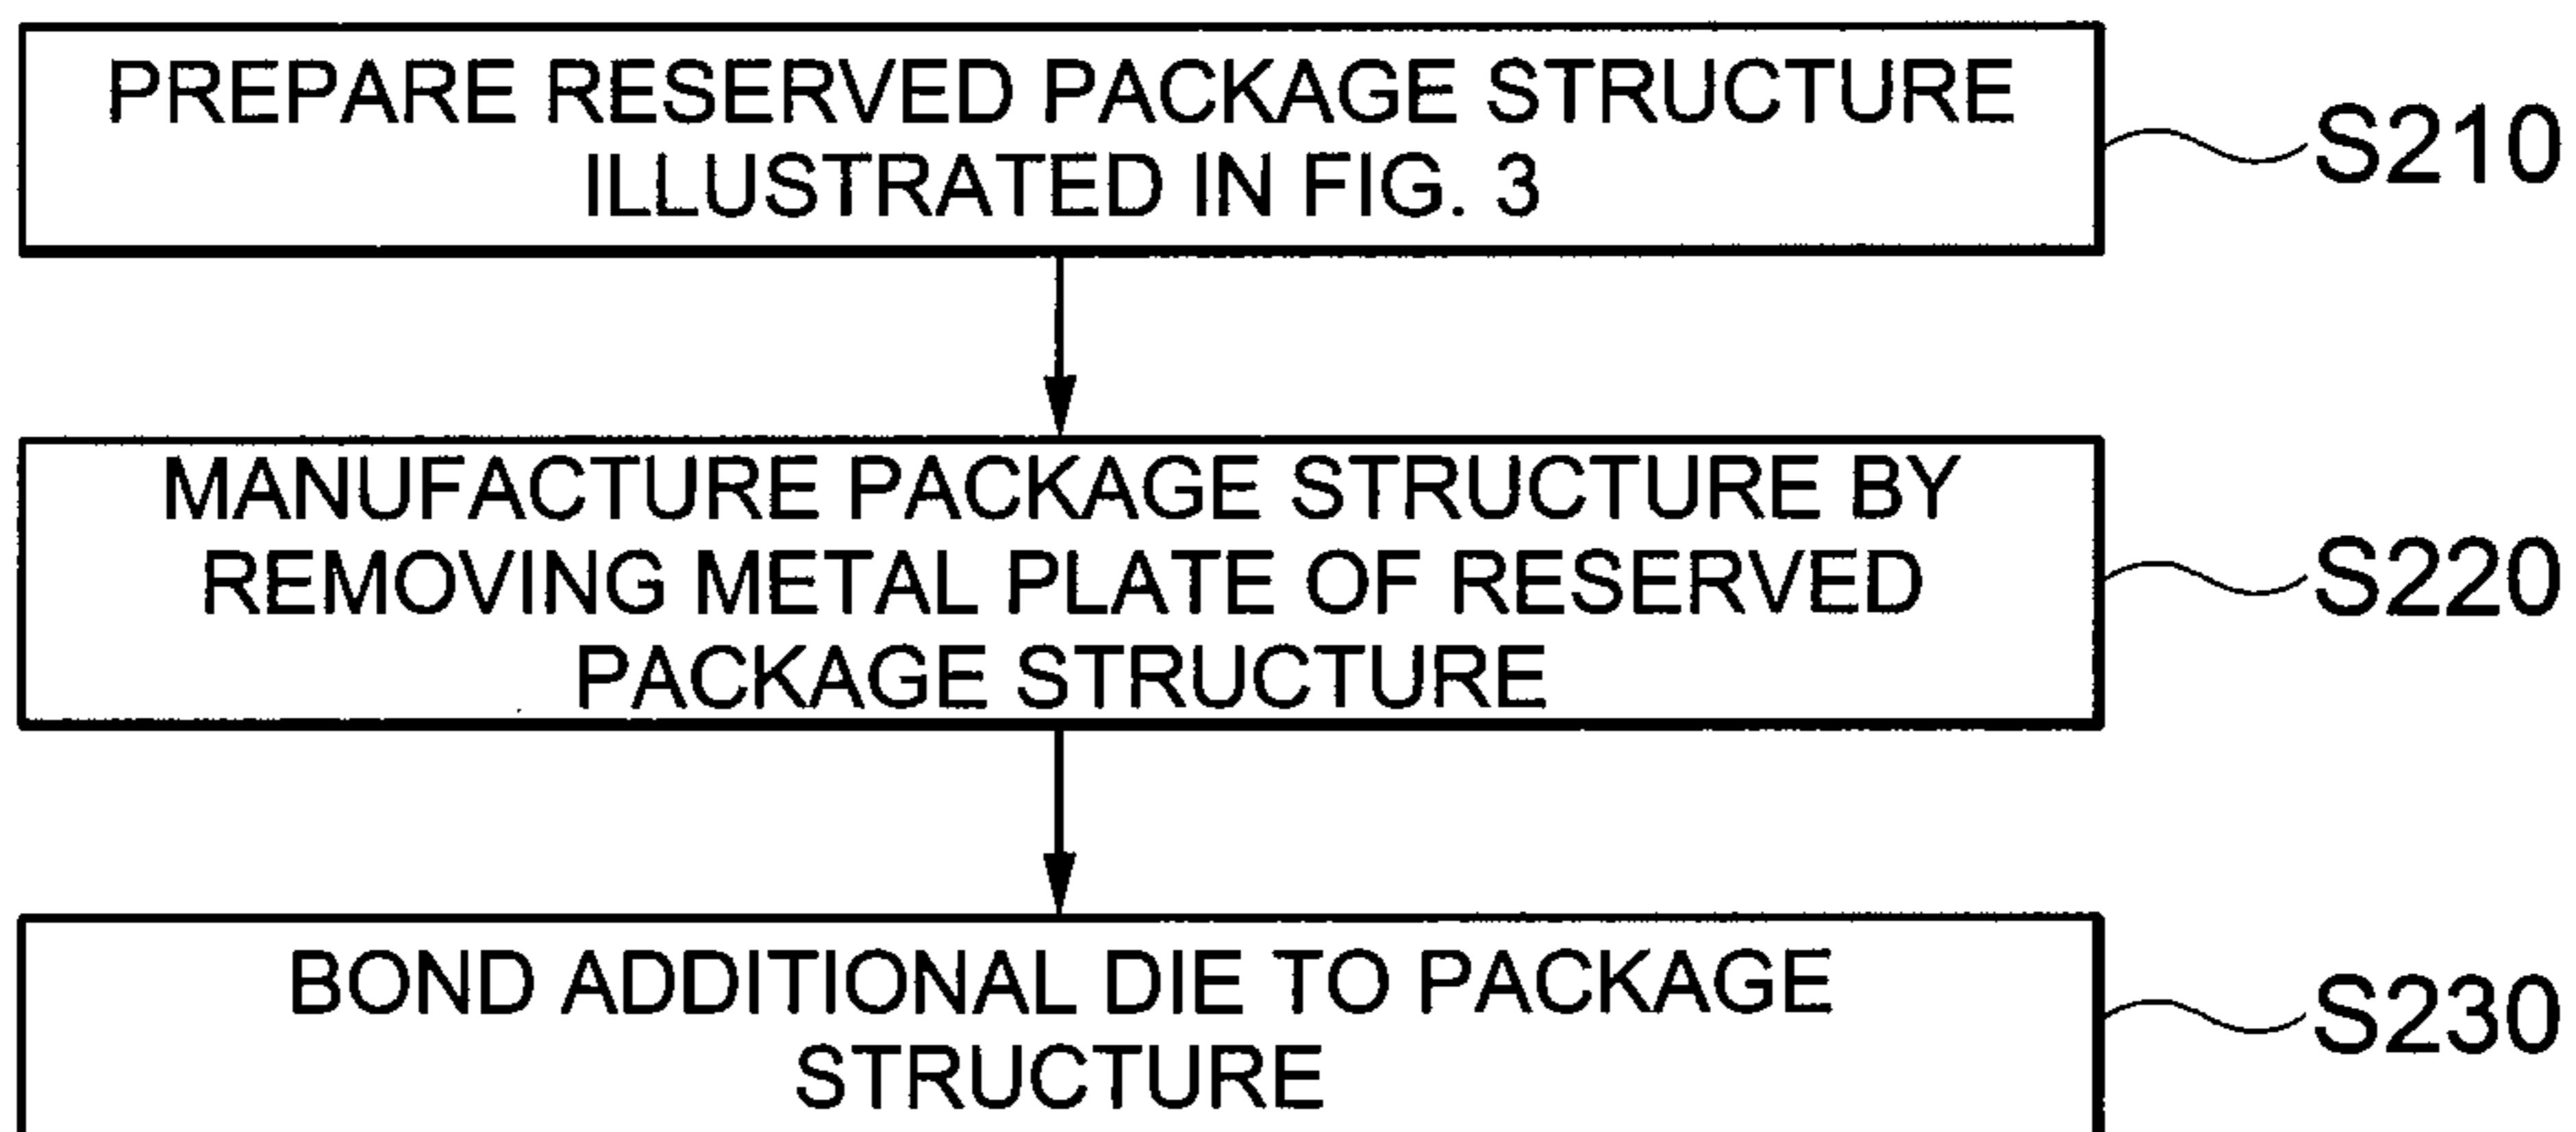 PREPARE RESERVED PACKAGE STRUCTURE
ILLUSTRATED IN FIG. 3
S210
MANUFACTURE PACKAGE STRUCTURE BY
REMOVING METAL PLATE OF RESERVED
PACKAGE STRUCTURE
S220
BOND ADDITIONAL DIE TO PACKAGE
STRUCTURE
S230